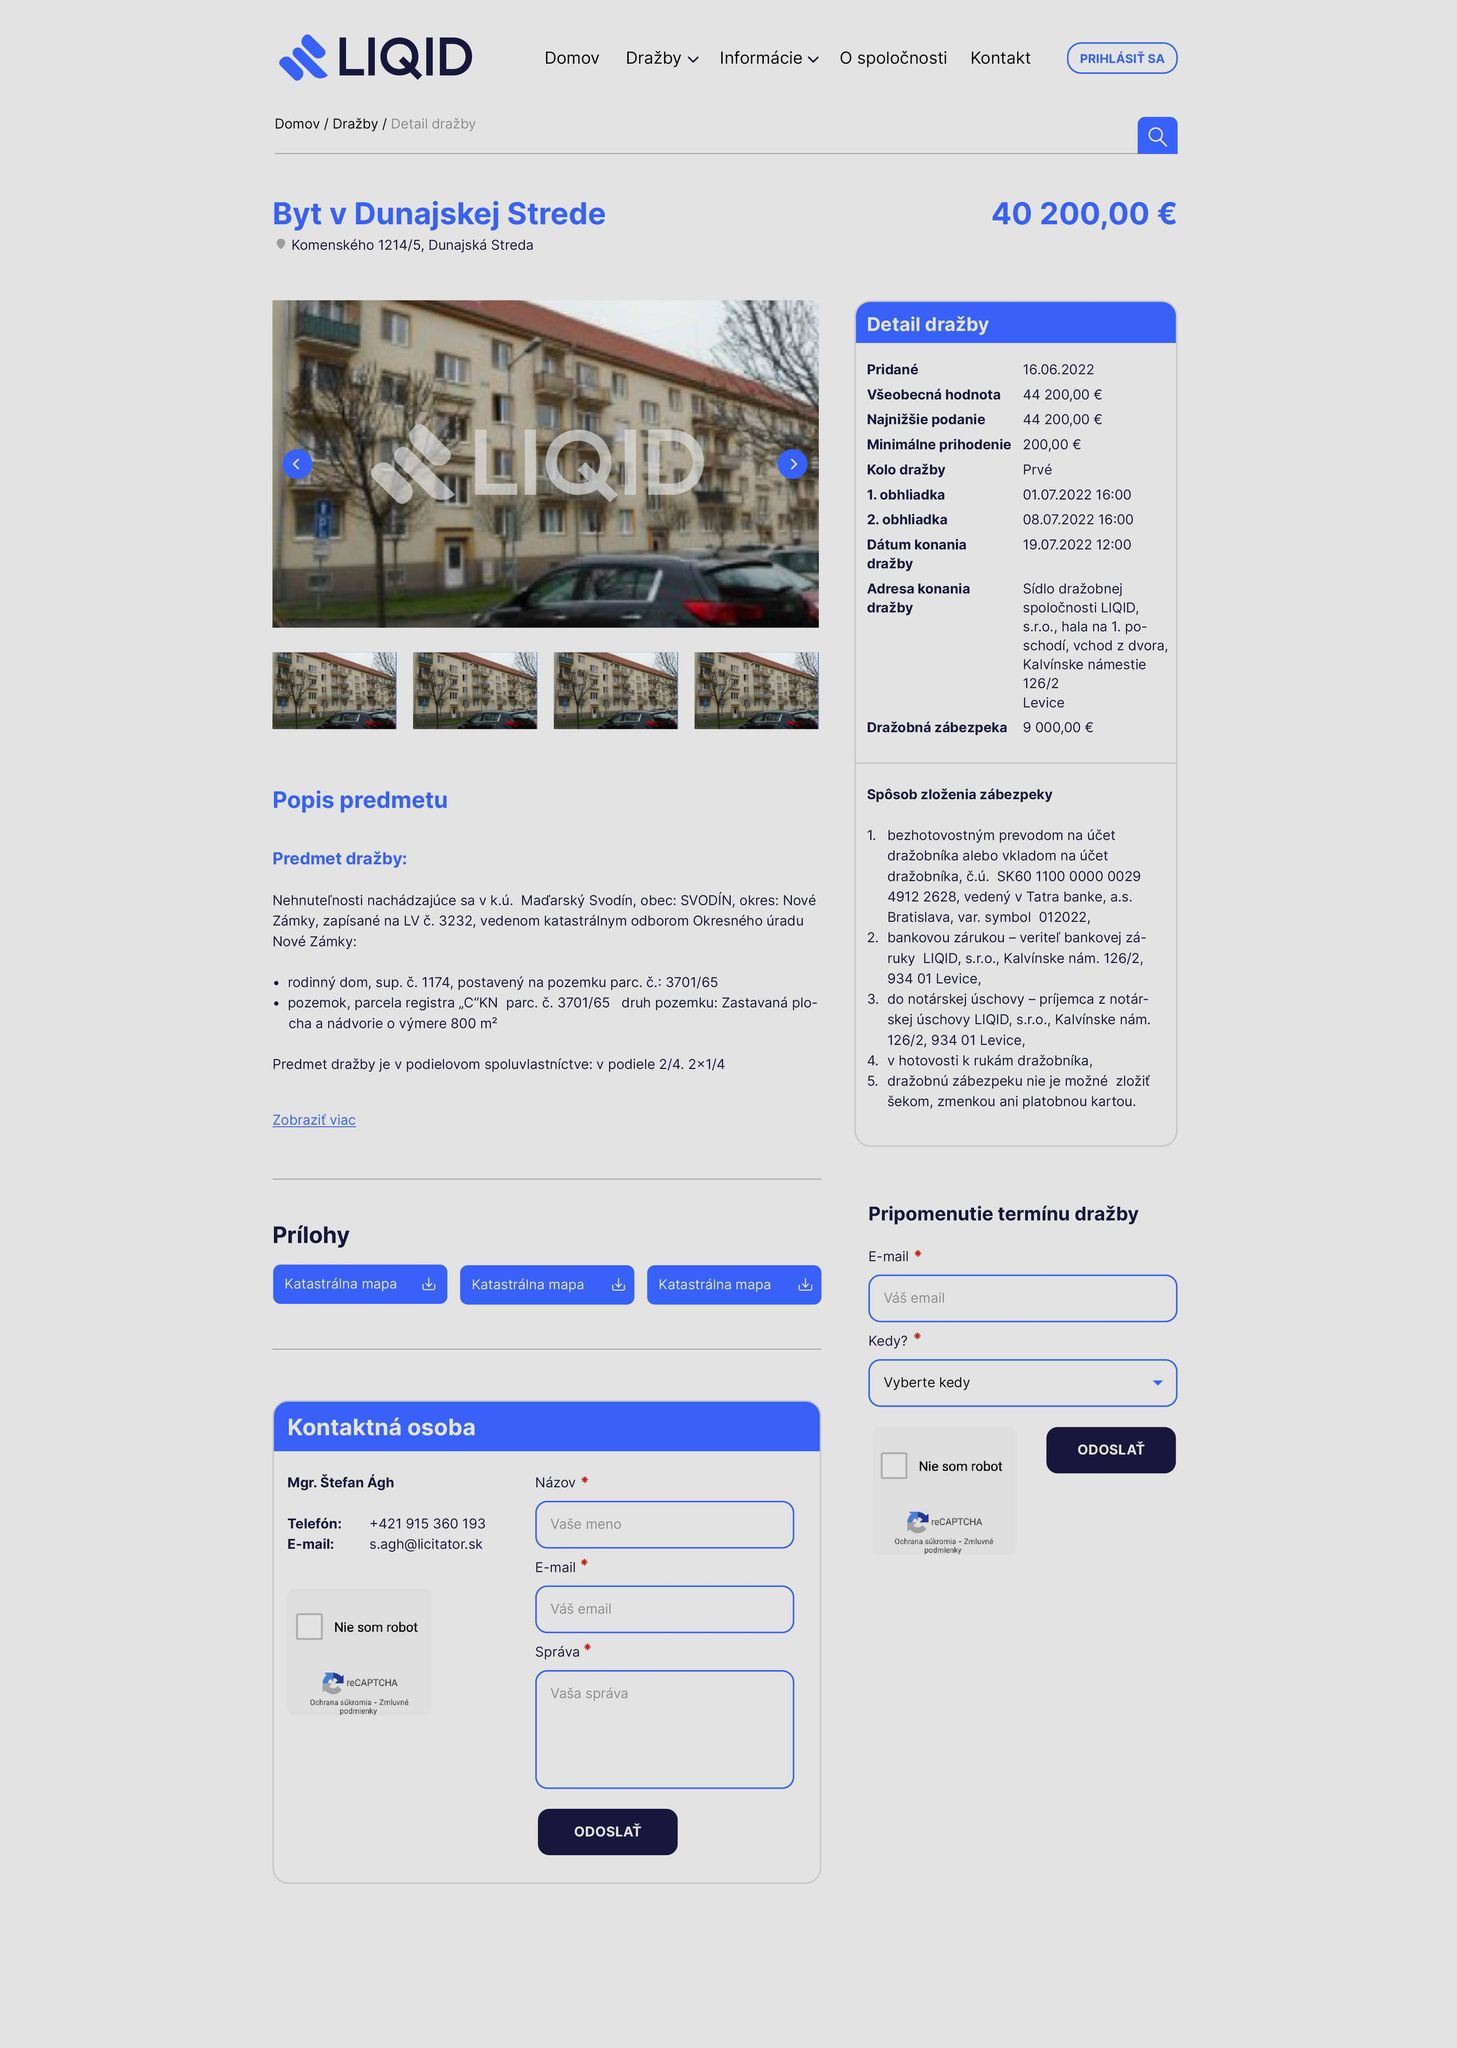 LIQID
Domov Dražby Informácie O spoločnosti Kontakt PRIHLÁSIŤ SA
Domov / Dražby / Detail dražby
Byt v Dunajskej Strede
40 200,00 €
Komenského 1214/5, Dunajská Streda
LIQID
Popis predmetu
Predmet dražby:
Nehnuteľnosti nachádzajúce sa v k.ú.  Maďarský Svodín, obec: SVODÍN, okres: Nové
Zámky, zapísané na LV č. 3232, vedenom katastrálnym odborom Okresného úradu
Nové Zámky:
• rodinný dom, sup. č. 1174, postavený na pozemku parc. č.: 3701/65
• pozemok, parcela registra „C“KN  parc. č. 3701/65   druh pozemku: Zastavaná plo-
cha a nádvorie o výmere 800 m²
Predmet dražby je v podielovom spoluvlastníctve: v podiele 2/4. 2×1/4
Zobraziť viac
Prílohy
Katastrálna mapa
Katastrálna mapa
Katastrálna mapa
Kontaktná osoba
Mgr. Štefan Ágh
Telefón: +421 915 360 193
E-mail: s.agh@licitator.sk
Nie som robot
reCAPTCHA
Ochrana súkromia - Zmluvné
podmienky
Názov *
Vaše meno
E-mail *
Váš email
Správa *
Vaša správa
ODOSLAŤ
Detail dražby
Pridané 16.06.2022
Všeobecná hodnota 44 200,00 €
Najnižšie podanie 44 200,00 €
Minimálne prihodenie 200,00 €
Kolo dražby Prvé
1. obhliadka 01.07.2022 16:00
2. obhliadka 08.07.2022 16:00
Dátum konania 19.07.2022 12:00
dražby
Adresa konania Sídlo dražobnej
dražby spoločnosti LIQID,
s.r.o., hala na 1. po-
schodí, vchod z dvora,
Kalvínske námestie
126/2
Levice
Dražobná zábezpeka 9 000,00 €
Spôsob zloženia zábezpeky
1. bezhotovostným prevodom na účet
dražobníka alebo vkladom na účet
dražobníka, č.ú.  SK60 1100 0000 0029
4912 2628, vedený v Tatra banke, a.s.
Bratislava, var. symbol  012022,
2. bankovou zárukou – veriteľ bankovej zá-
ruky  LIQID, s.r.o., Kalvínske nám. 126/2,
934 01 Levice,
3. do notárskej úschovy – príjemca z notár-
skej úschovy LIQID, s.r.o., Kalvínske nám.
126/2, 934 01 Levice,
4. v hotovosti k rukám dražobníka,
5. dražobnú zábezpeku nie je možné  zložiť
šekom, zmenkou ani platobnou kartou.
Pripomenutie termínu dražby
E-mail *
Váš email
Kedy? *
Vyberte kedy
Nie som robot
reCAPTCHA
Ochrana súkromia - Zmluvné
podmienky
ODOSLAŤ